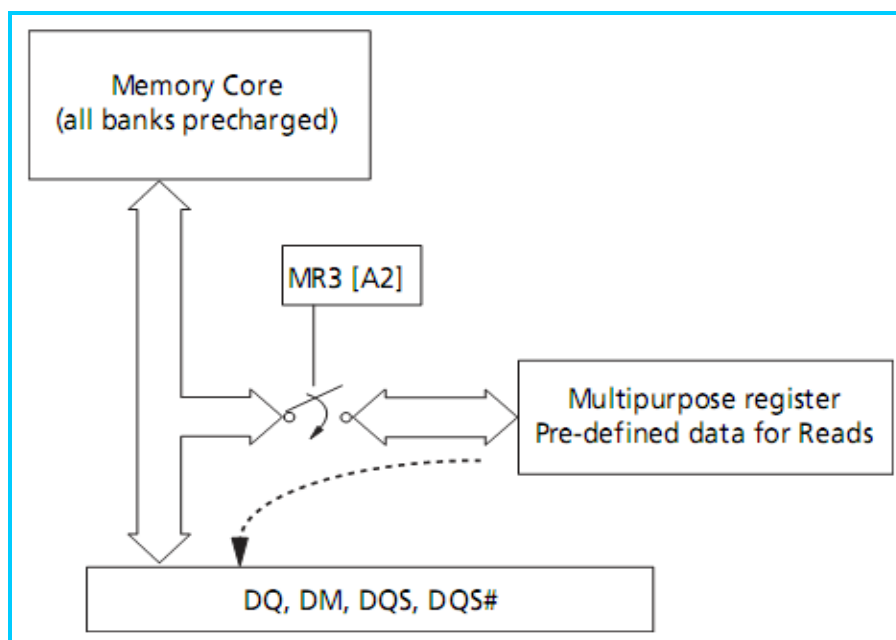 Memory Core
(all banks precharged)
MR3 [A2]
Multipurpose register
Pre-defined data for Reads
DQ, DM, DQS, DQS#